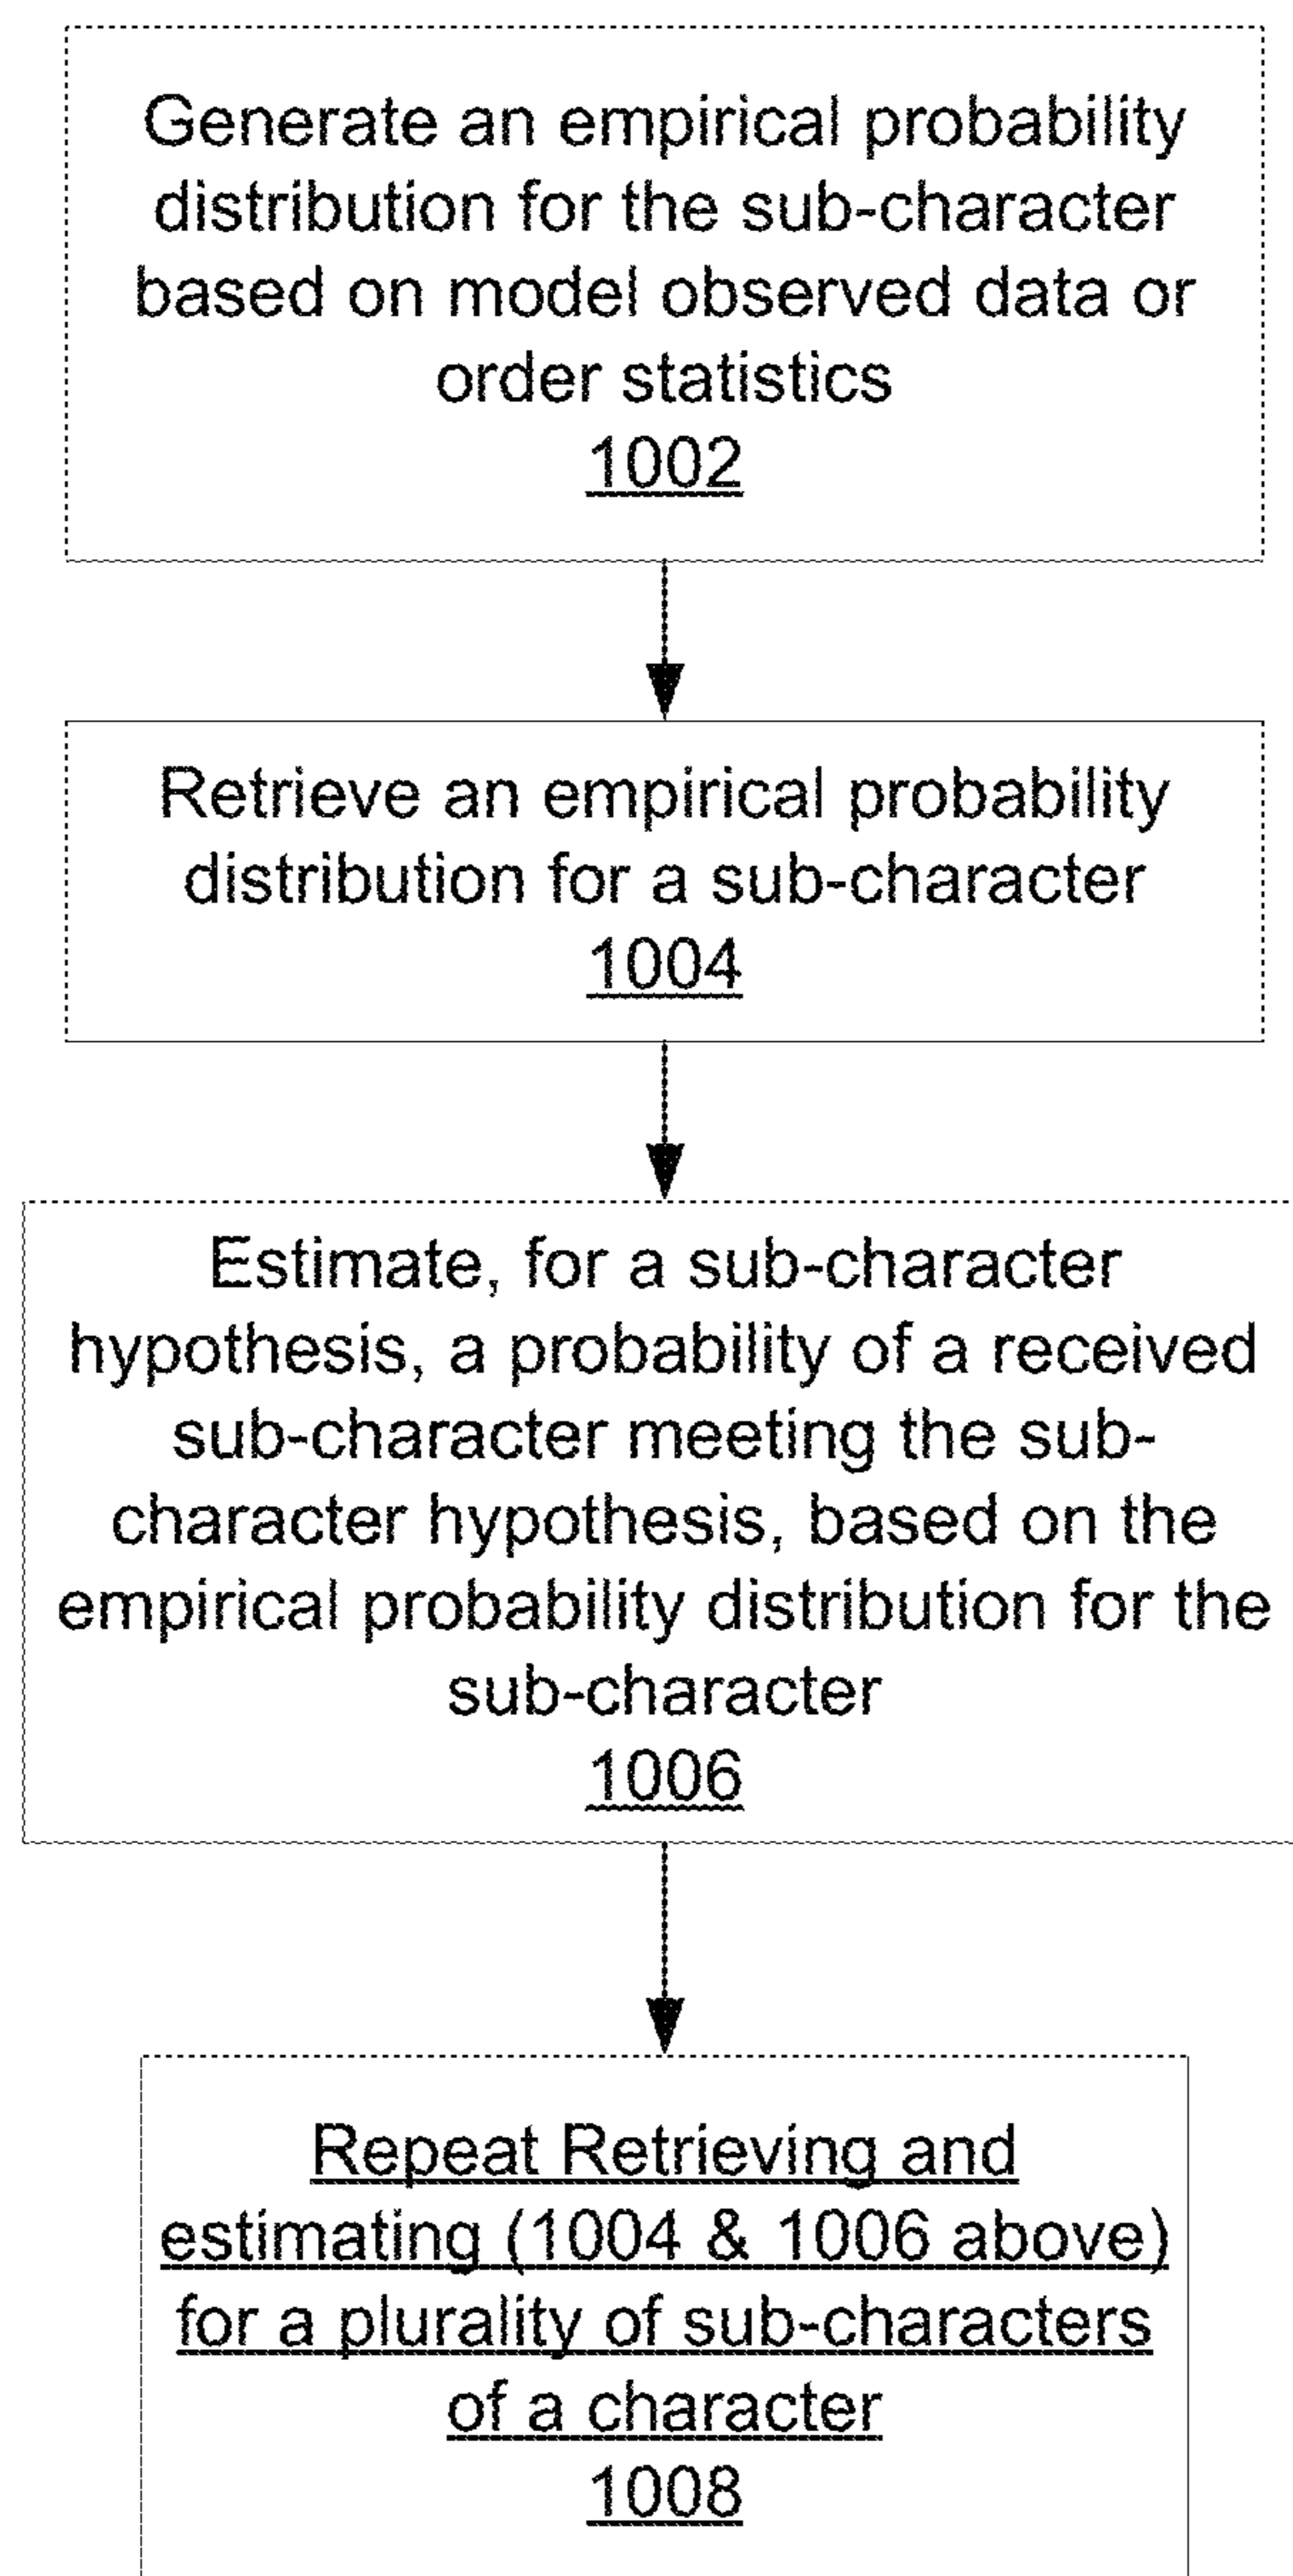 Generate an empirical probability
distribution for the sub-character
based on model observed data or
order statistics
1002
Retrieve an empirical probability
distribution for a sub-character
1004
Estimate, for a sub-character
hypothesis, a probability of a received
sub-character meeting the sub-
character hypothesis, based on the
empirical probability distribution for the
sub-character
1006
Repeat Retrieving and
estimating (1004 & 1006 above)
for a plurality of sub-characters
of a character
1008